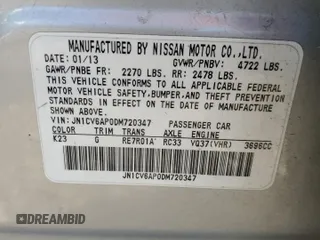 MANUFACTURED BY NISSAN MOTOR CO.,LTD.
DATE: 01/13 GVWR/PNBV: 4722 LBS.
GAWR/PNBE FR: 2270 LBS. RR: 2478 LBS.
THIS VEHICLE CONFORMS TO ALL APPLICABLE
FEDERAL MOTOR VEHICLE SAFETY,
BUMPER, AND THEFT PREVENTION
STANDARDS IN EFFECT ON THE DATE OF
MANUFACTURE SHOWN ABOVE.
VIN: JN1CV6AP0DM720347 PASSENGER CAR
COLOR TRIM TRANS AXLE ENGINE
K23 G RE7R01A RC33 VQ37(VHR) 3696CC
JN1CV6AP0DM720347
DREAMBID